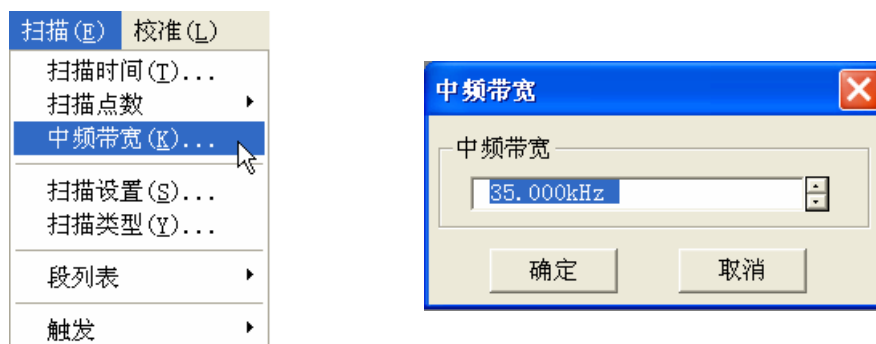 扫描(E) 校准(L)
扫描时间(T)...
扫描点数
中频带宽(K)...
扫描设置(S)...
扫描类型(Y)...
段列表
触发
中频带宽
中频带宽
35.000kHz
确定 取消